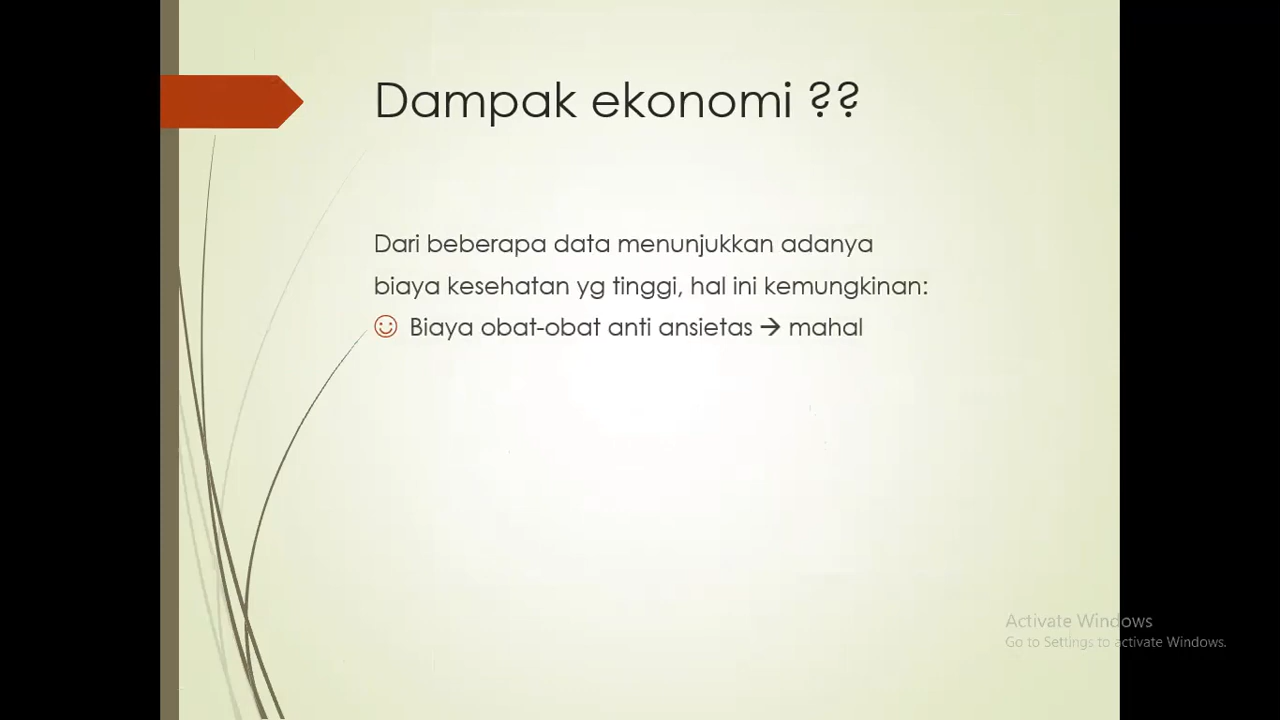 Dampak ekonomi ??
Dari beberapa data menunjukkan adanya
biaya kesehatan yg tinggi, hal ini kemungkinan:
☺ Biaya obat-obat anti ansietas → mahal
Activate Windows
Go to Settings to activate Windows.